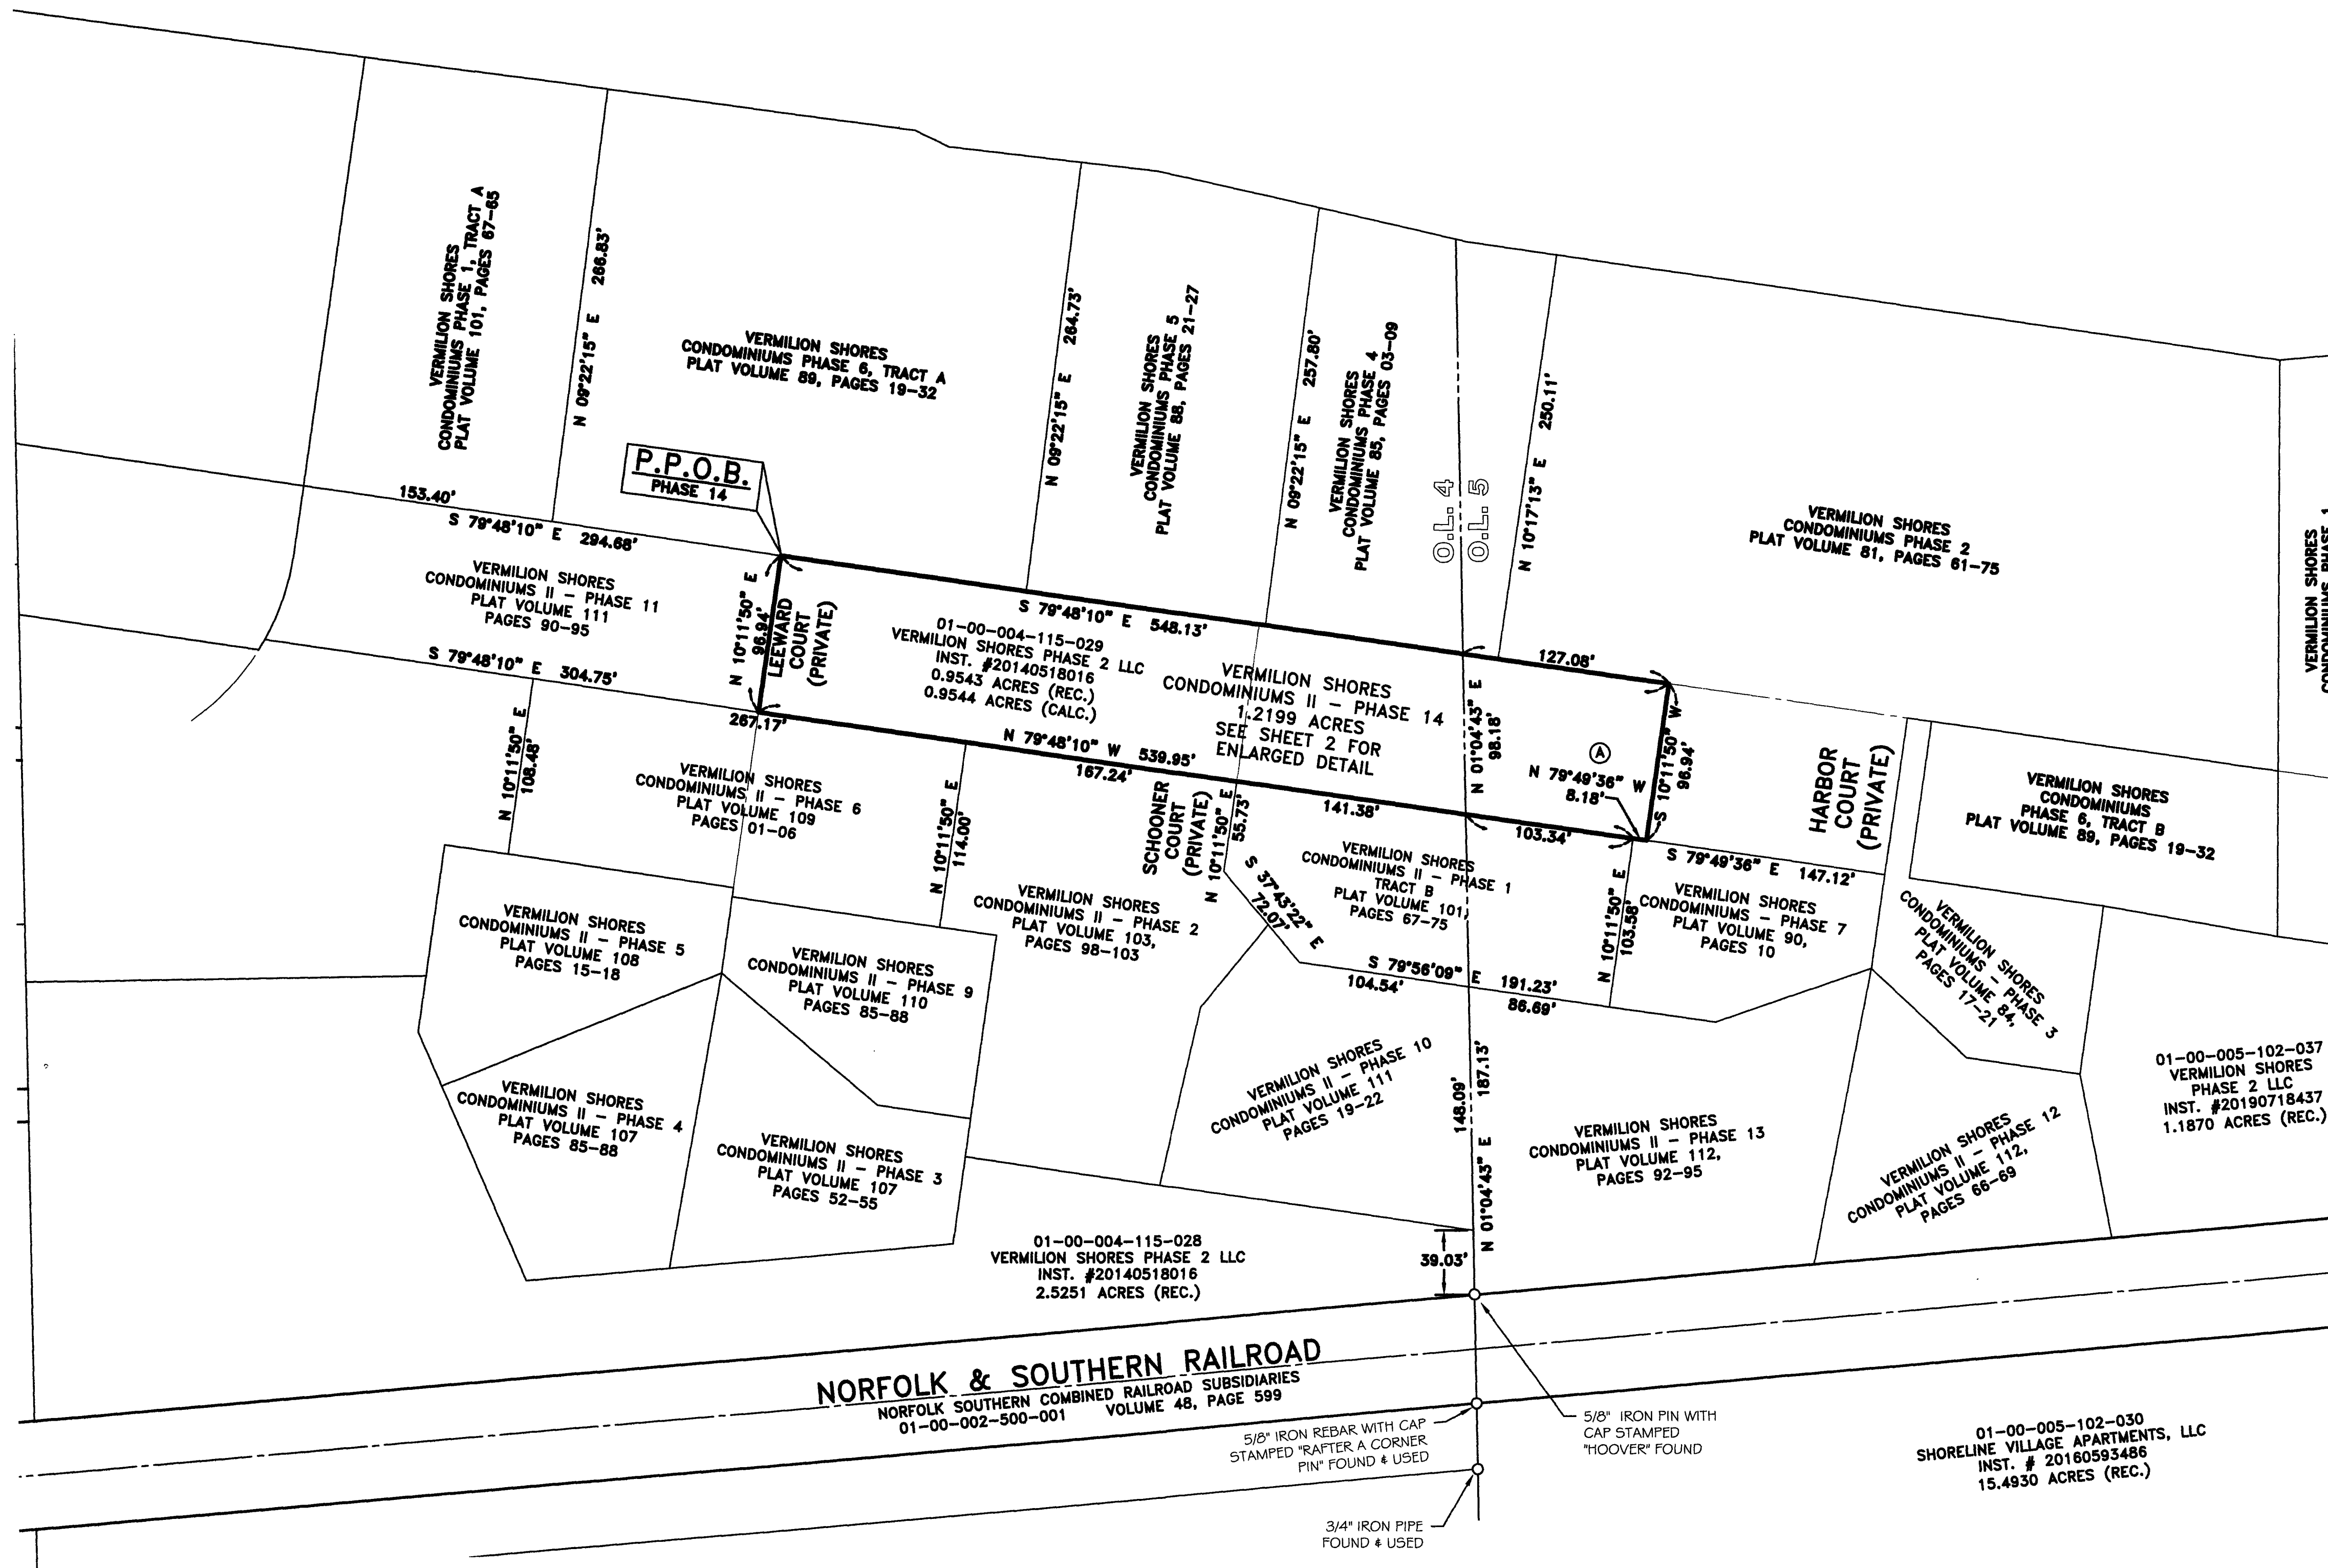 VERMILION SHORES
CONDOMINIUMS PHASE 1, TRACT A
PLAT VOLUME 101, PAGES 67-65
N 09°22'15" E 266.83'
VERMILION SHORES
CONDOMINIUMS PHASE 6, TRACT A
PLAT VOLUME 89, PAGES 19-32
N 09°22'15" E 264.73'
VERMILION SHORES
CONDOMINIUMS PHASE 5
PLAT VOLUME 88, PAGES 21-27
N 09°22'15" E 257.80'
VERMILION SHORES
CONDOMINIUMS PHASE 4
PLAT VOLUME 85, PAGES 03-09
O.L. 4
O.L. 5
N 10°17'13" E 250.11'
VERMILION SHORES
CONDOMINIUMS PHASE 2
PLAT VOLUME 81, PAGES 61-75
VERMILION SHORES
CONDOMINIUMS PHASE 1
P.P.O.B.
PHASE 14
153.40'
S 79°48'10" E 294.68'
VERMILION SHORES
CONDOMINIUMS II - PHASE 11
PLAT VOLUME 111
PAGES 90-95
S 79°48'10" E 304.75'
N 10°11'50" E
96.94'
LEEWARD
COURT
(PRIVATE)
S 79°48'10" E 548.13'
127.08'
01-00-004-115-029
VERMILION SHORES PHASE 2 LLC
INST. #20140518016
0.9543 ACRES (REC.)
0.9544 ACRES (CALC.)
VERMILION SHORES
CONDOMINIUMS II - PHASE 14
1.2199 ACRES
SEE SHEET 2 FOR
ENLARGED DETAIL
N 01°04'43" E
98.18'
A
N 79°49'36" W
8.18'
S 10°11'50" W
96.94'
HARBOR
COURT
(PRIVATE)
VERMILION SHORES
CONDOMINIUMS
PHASE 6, TRACT B
PLAT VOLUME 89, PAGES 19-32
267.17'
N 79°48'10" W 539.95'
167.24'
141.38'
103.34'
S 79°49'36" E 147.12'
N 10°11'50" E
108.48'
VERMILION SHORES
CONDOMINIUMS II - PHASE 6
PLAT VOLUME 109
PAGES 01-06
N 10°11'50" E
114.00'
SCHOONER
COURT
(PRIVATE)
N 10°11'50" E
55.73'
S 37°43'22" E
72.07'
VERMILION SHORES
CONDOMINIUMS II - PHASE 1
TRACT B
PLAT VOLUME 101,
PAGES 67-75
N 10°11'50" E
103.58'
VERMILION SHORES
CONDOMINIUMS - PHASE 7
PLAT VOLUME 90,
PAGES 10
VERMILION SHORES
CONDOMINIUMS - PHASE 3
PLAT VOLUME 84,
PAGES 17-21
VERMILION SHORES
CONDOMINIUMS II - PHASE 5
PLAT VOLUME 108
PAGES 15-18
VERMILION SHORES
CONDOMINIUMS II - PHASE 9
PLAT VOLUME 110
PAGES 85-88
VERMILION SHORES
CONDOMINIUMS II - PHASE 2
PLAT VOLUME 103,
PAGES 98-103
S 79°56'09" E 191.23'
104.54'
86.69'
VERMILION SHORES
CONDOMINIUMS II - PHASE 4
PLAT VOLUME 107
PAGES 85-88
VERMILION SHORES
CONDOMINIUMS II - PHASE 3
PLAT VOLUME 107
PAGES 52-55
VERMILION SHORES
CONDOMINIUMS II - PHASE 10
PLAT VOLUME 111
PAGES 19-22
148.09'
N 01°04'43" E 187.13'
VERMILION SHORES
CONDOMINIUMS II - PHASE 13
PLAT VOLUME 112,
PAGES 92-95
VERMILION SHORES
CONDOMINIUMS II - PHASE 12
PLAT VOLUME 112,
PAGES 66-69
01-00-005-102-037
VERMILION SHORES
PHASE 2 LLC
INST. #20190718437
1.1870 ACRES (REC.)
01-00-004-115-028
VERMILION SHORES PHASE 2 LLC
INST. #20140518016
2.5251 ACRES (REC.)
39.03'
NORFOLK & SOUTHERN RAILROAD
NORFOLK SOUTHERN COMBINED RAILROAD SUBSIDIARIES
01-00-002-500-001 VOLUME 48, PAGE 599
5/8" IRON REBAR WITH CAP
STAMPED "RAFTER A CORNER
PIN" FOUND & USED
5/8" IRON PIN WITH
CAP STAMPED
"HOOVER" FOUND
3/4" IRON PIPE
FOUND & USED
01-00-005-102-030
SHORELINE VILLAGE APARTMENTS, LLC
INST. # 20160593486
15.4930 ACRES (REC.)